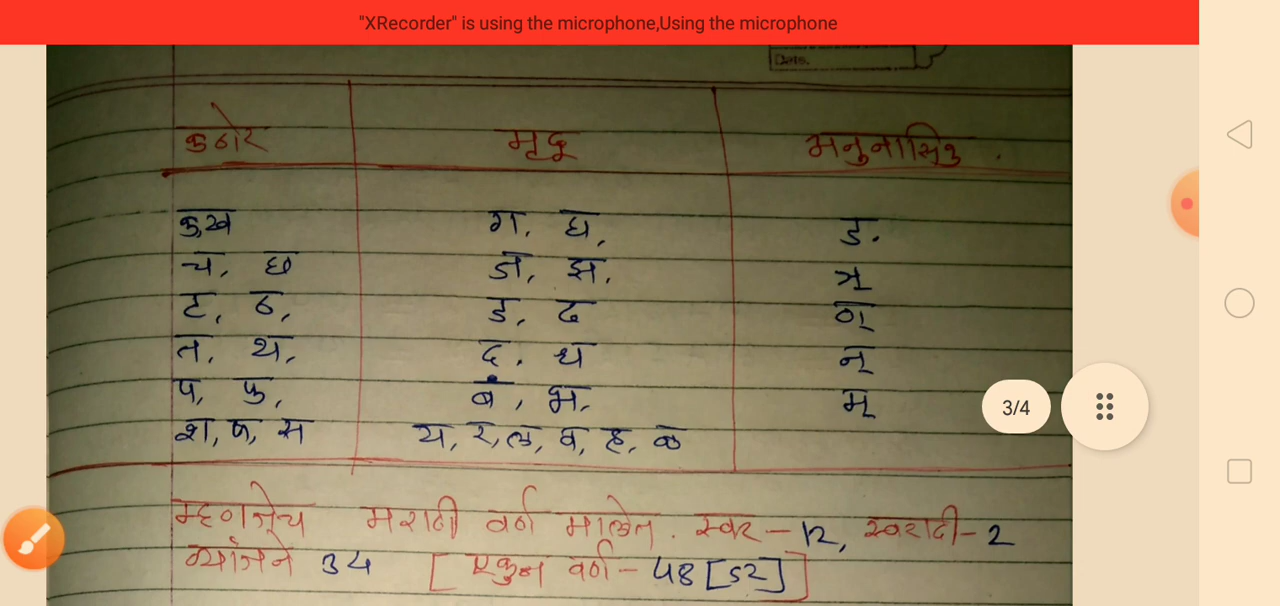 "XRecorder" is using the microphone,Using the microphone
Date.
कठोर मृदू अनुनासिक .
क,ख ग, घ, ङ.
च, छ ज, झ, ञ
ट, ठ, ड, ढ ण्
त, थ, द, ध न्
प, फ, बं, भ, म्
श, ष, स य, र, ल, व, ह, ळ
3/4
म्हणजेच मराठी वर्ण मालेत. स्वर - 12, स्वरादी - 2
व्यांजने 34 [ एकुन वर्ण - 48 [52] ]